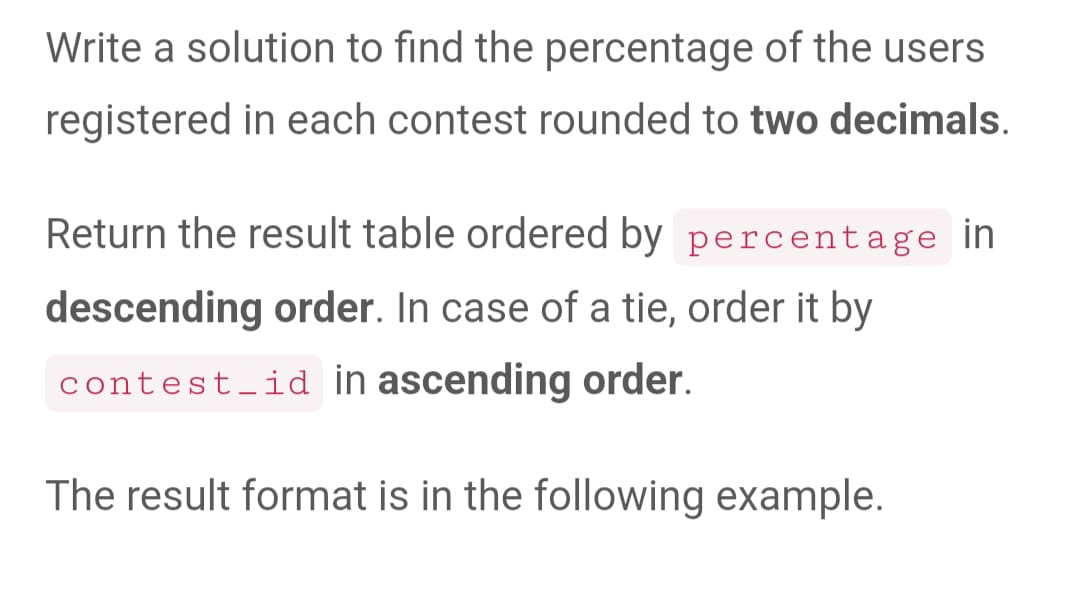 Write a solution to find the percentage of the users
registered in each contest rounded to two decimals.
Return the result table ordered by percentage in
descending order. In case of a tie, order it by
contest_id in ascending order.
The result format is in the following example.